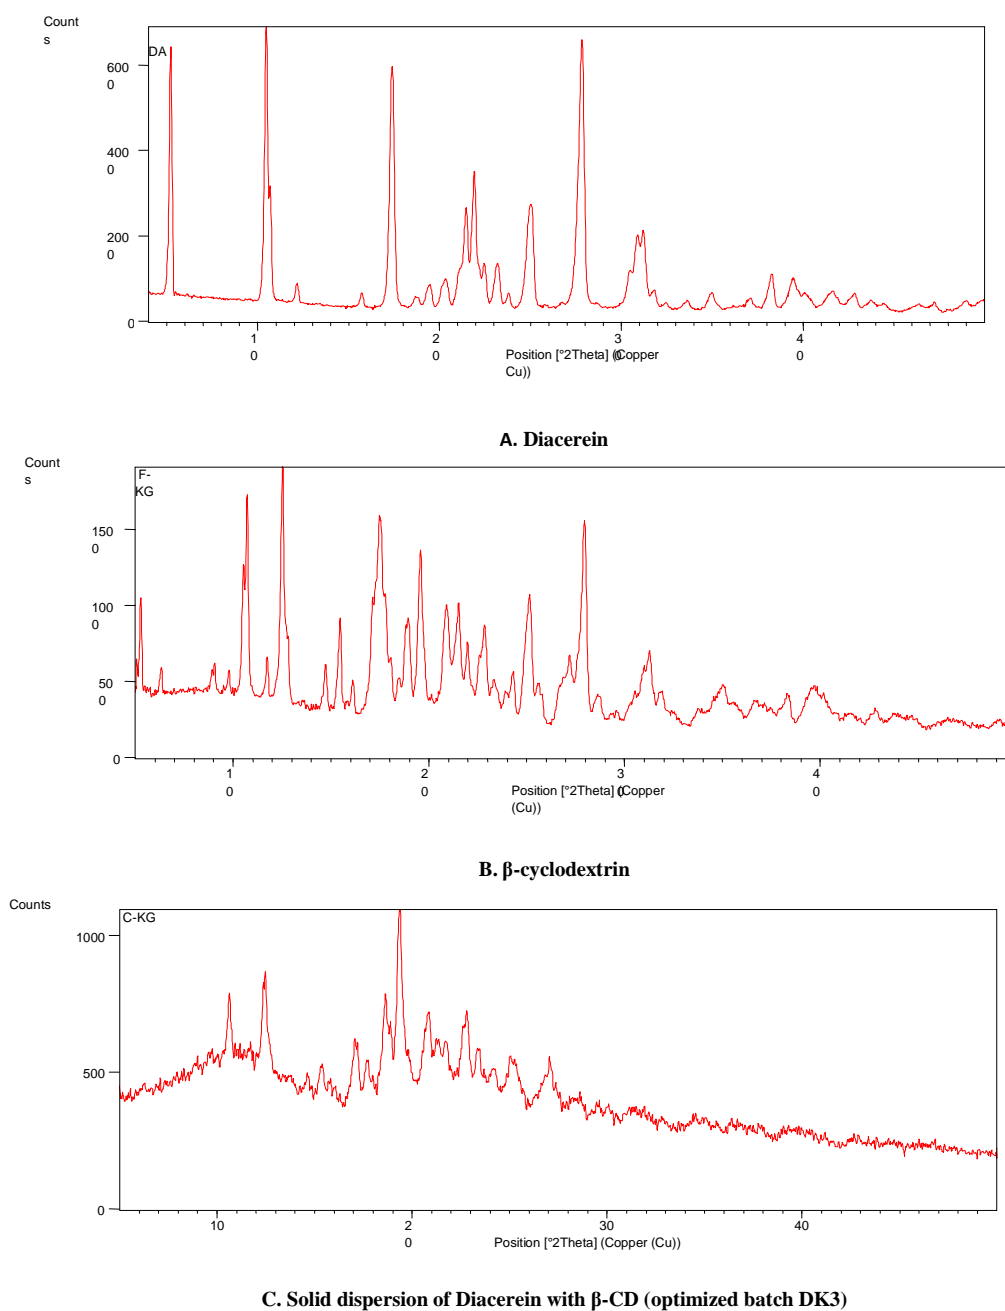 Count
s
DA
600
0
400
0
200
0
0
1
0
2
0
3
0
4
0
Position [°2Theta] (Copper
Cu))
A. Diacerein
Count
s
F-
KG
150
0
100
0
50
0
0
1
0
2
0
3
0
4
0
Position [°2Theta] (Copper
(Cu))
B. β-cyclodextrin
Counts
C-KG
1000
500
0
10
2
0
30
40
Position [°2Theta] (Copper (Cu))
C. Solid dispersion of Diacerein with β-CD (optimized batch DK3)